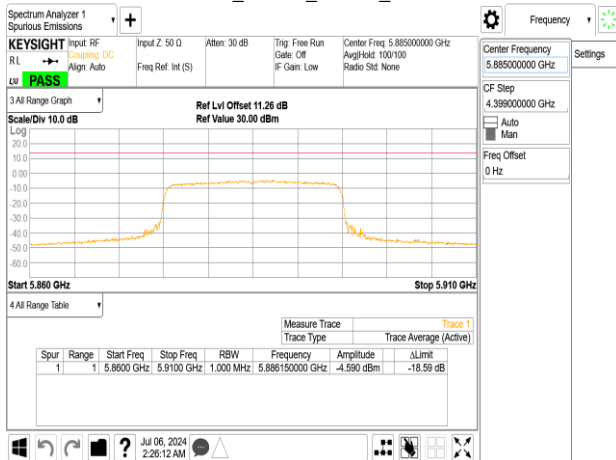 Spectrum Analyzer 1
Spurious Emissions
+
Frequency
KEYSIGHT Input: RF Input Z: 50 Ω Atten: 30 dB Trig: Free Run Center Freq: 5.885000000 GHz
RL Coupling: DC Gate: Off Avg|Hold: 100/100
Align: Auto Freq Ref: Int (S) IF Gain: Low Radio Std: None
LXI PASS
Center Frequency
5.885000000 GHz
Settings
CF Step
4.399000000 GHz
Auto
Man
Freq Offset
0 Hz
3 All Range Graph
Ref Lvl Offset 11.26 dB
Scale/Div 10.0 dB Ref Value 30.00 dBm
Log
20.0
10.0
0.00
-10.0
-20.0
-30.0
-40.0
-50.0
-60.0
Start 5.860 GHz Stop 5.910 GHz
4 All Range Table
Measure Trace Trace 1
Trace Type Trace Average (Active)
Spur Range Start Freq Stop Freq RBW Frequency Amplitude ΔLimit
1 1 5.8600 GHz 5.9100 GHz 1.000 MHz 5.886150000 GHz -4.590 dBm -18.59 dB
?
Jul 06, 2024
2:26:12 AM